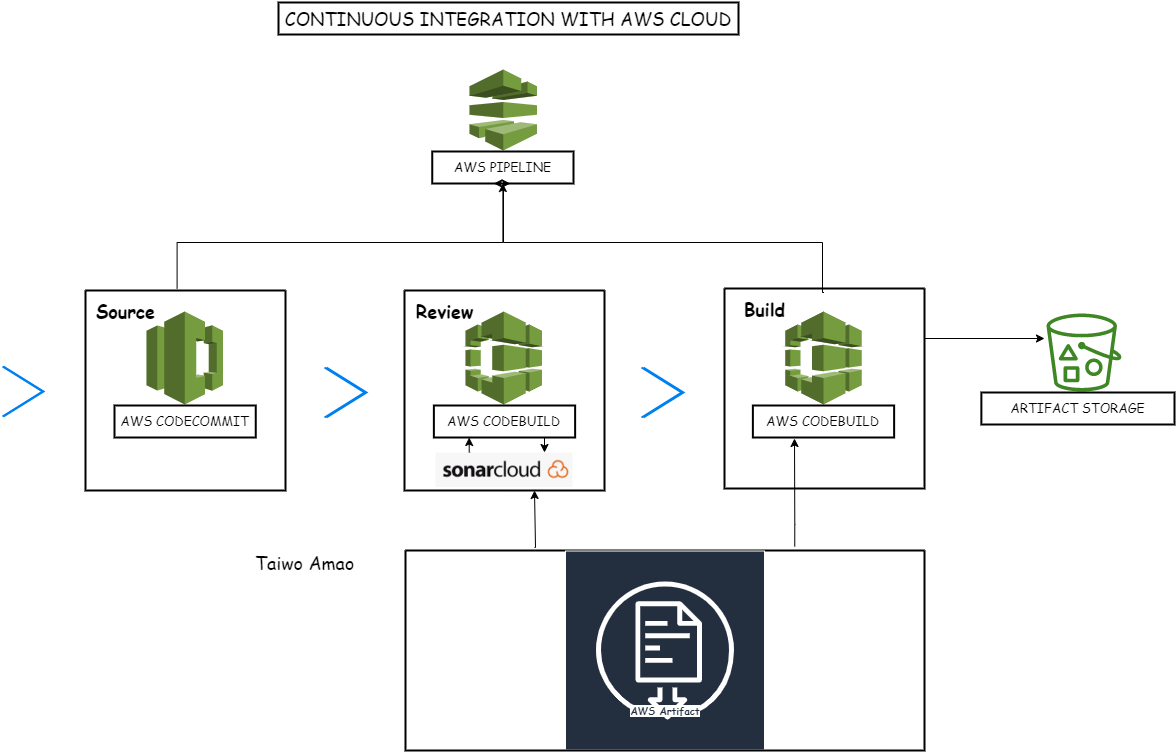 CONTINUOUS INTEGRATION WITH AWS CLOUD
AWS PIPELINE
Source
AWS CODECOMMIT
Review
AWS CODEBUILD
sonarcloud
Build
AWS CODEBUILD
ARTIFACT STORAGE
Taiwo Amao
AWS Artifact